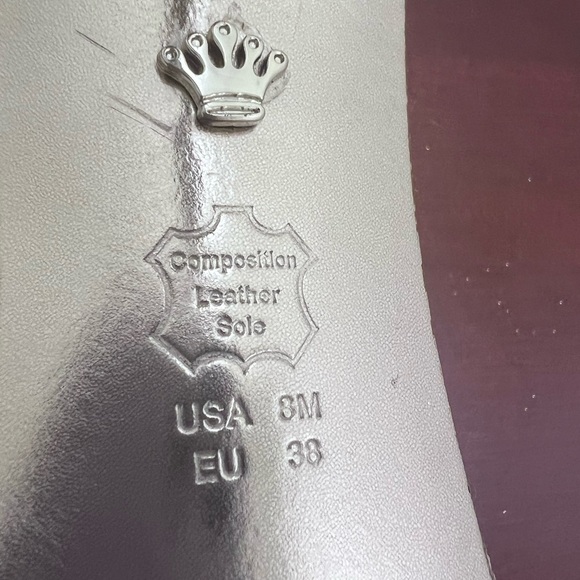 Composition
Leather
Sole
USA 8M
EU 38